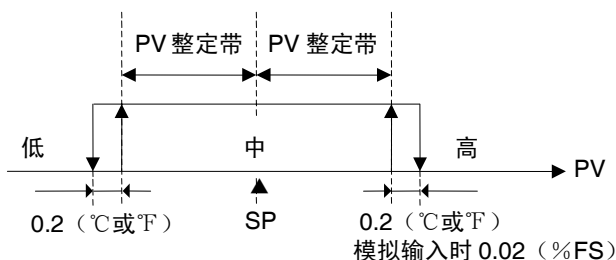 PV 整定带 PV 整定带
低 中 高
PV
0.2（℃或℉） SP 0.2（℃或℉）
模拟输入时 0.02（%FS）